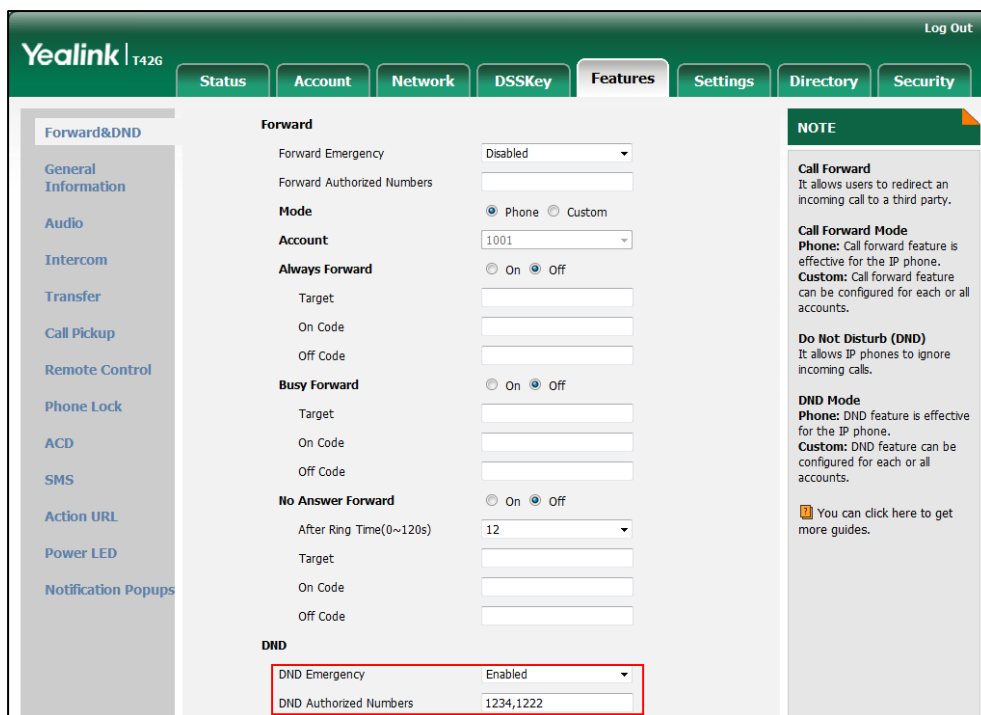 Log Out
Yealink | T42G
Status Account Network DSSKey Features Settings Directory Security
Forward&DND
General
Information
Audio
Intercom
Transfer
Call Pickup
Remote Control
Phone Lock
ACD
SMS
Action URL
Power LED
Notification Popups
Forward
Forward Emergency Disabled
Forward Authorized Numbers
Mode Phone Custom
Account 1001
Always Forward On Off
Target
On Code
Off Code
Busy Forward On Off
Target
On Code
Off Code
No Answer Forward On Off
After Ring Time(0~120s) 12
Target
On Code
Off Code
DND
DND Emergency Enabled
DND Authorized Numbers 1234,1222
NOTE
Call Forward
It allows users to redirect an
incoming call to a third party.
Call Forward Mode
Phone: Call forward feature is
effective for the IP phone.
Custom: Call forward feature
can be configured for each or all
accounts.
Do Not Disturb (DND)
It allows IP phones to ignore
incoming calls.
DND Mode
Phone: DND feature is effective
for the IP phone.
Custom: DND feature can be
configured for each or all
accounts.
? You can click here to get
more guides.